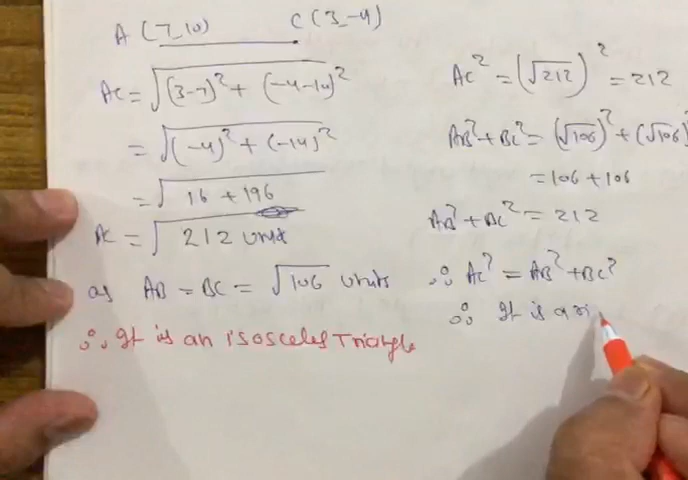 A (7,10) C (3,-4)
AC = √(3-7)² + (-4-10)²
= √(-4)² + (-14)²
= √16 + 196
AC = √212 units
as AB = BC = √106 units
∴ It is an isosceles Triangle
AC² = (√212)² = 212
AB² + BC² = (√106)² + (√106)²
= 106 + 106
AB² + BC² = 212
∴ AC² = AB² + BC²
∴ It is a ri